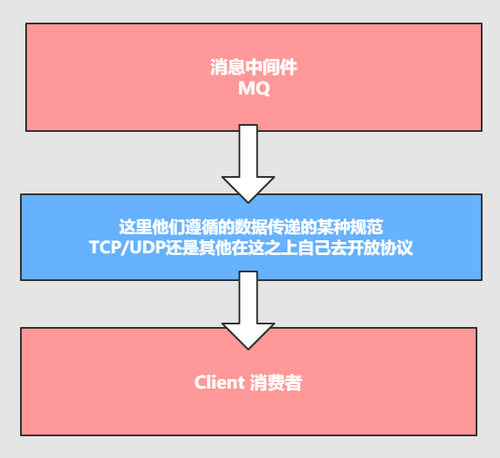 消息中间件
MQ
这里他们遵循的数据传递的某种规范
TCP/UDP还是其他在这之上自己去开放协议
Client 消费者